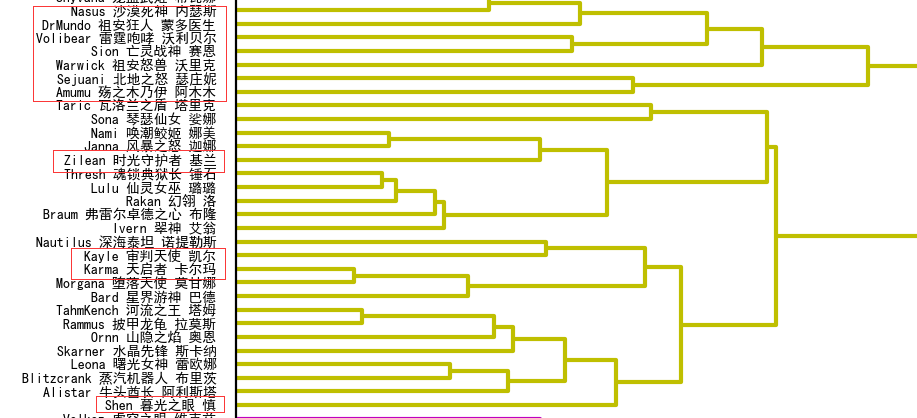 Nasus 沙漠死神 内瑟斯
DrMundo 祖安狂人 蒙多医生
Volibear 雷霆咆哮 沃利贝尔
Sion 亡灵战神 赛恩
Warwick 祖安怒兽 沃里克
Sejuani 北地之怒 瑟庄妮
Amumu 殇之木乃伊 阿木木
Taric 瓦洛兰之盾 塔里克
Sona 琴瑟仙女 娑娜
Nami 唤潮鲛姬 娜美
Janna 风暴之怒 迦娜
Zilean 时光守护者 基兰
Thresh 魂锁典狱长 锤石
Lulu 仙灵女巫 璐璐
Rakan 幻翎 洛
Braum 弗雷尔卓德之心 布隆
Ivern 翠神 艾翁
Nautilus 深海泰坦 诺提勒斯
Kayle 审判天使 凯尔
Karma 天启者 卡尔玛
Morgana 堕落天使 莫甘娜
Bard 星界游神 巴德
TahmKench 河流之王 塔姆
Rammus 披甲龙龟 拉莫斯
Ornn 山隐之焰 奥恩
Skarner 水晶先锋 斯卡纳
Leona 曙光女神 蕾欧娜
Blitzcrank 蒸汽机器人 布里茨
Alistar 牛头酋长 阿利斯塔
Shen 暮光之眼 慎